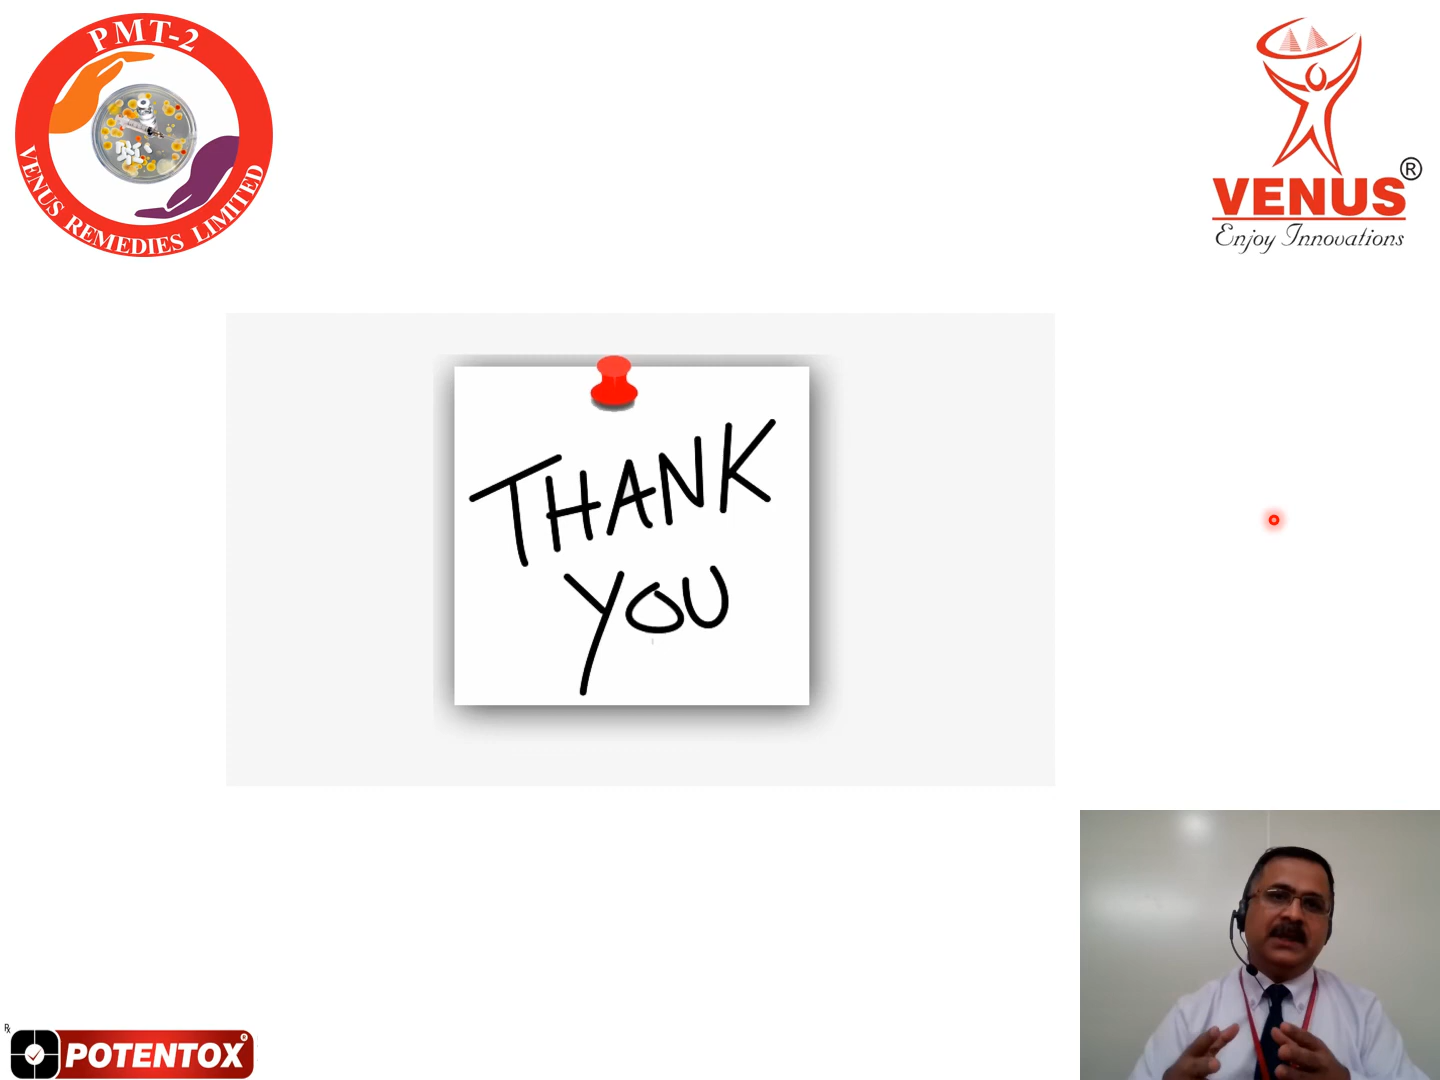 PMT-2
VENUS REMEDIES LIMITED
VENUS®
Enjoy Innovations
THANK
YOU
℞
POTENTOX®